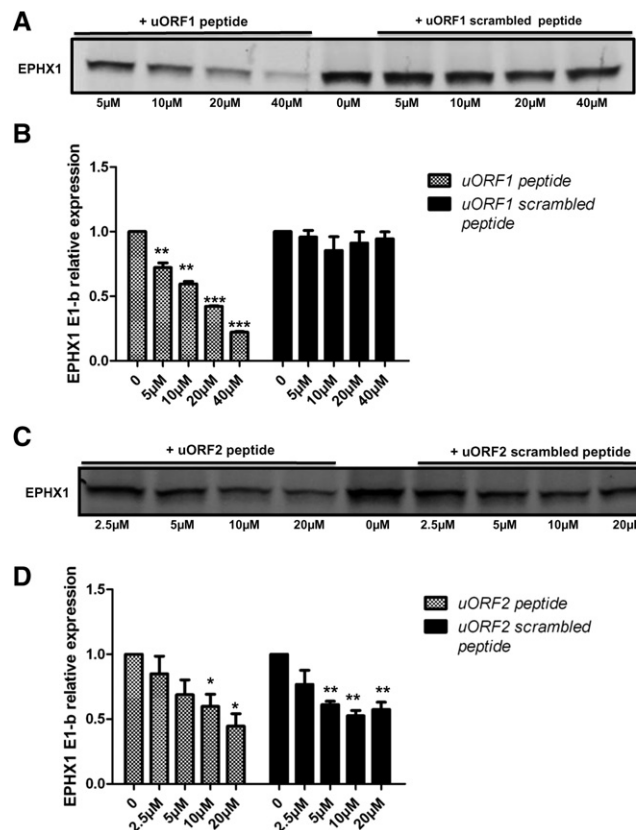 A
+ uORF1 peptide + uORF1 scrambled peptide
EPHX1
5µM 10µM 20µM 40µM 0µM 5µM 10µM 20µM 40µM
B
EPHX1 E1-b relative expression
1.5
1.0
0.5
0.0
** ** *** ***
0 5µM 10µM 20µM 40µM 0 5µM 10µM 20µM 40µM
uORF1 peptide
uORF1 scrambled
peptide
C
+ uORF2 peptide + uORF2 scrambled peptide
EPHX1
2.5µM 5µM 10µM 20µM 0µM 2.5µM 5µM 10µM 20µM
D
EPHX1 E1-b relative expression
1.5
1.0
0.5
0.0
* * ** ** **
0 2.5µM 5µM 10µM 20µM 0 2.5µM 5µM 10µM 20µM
uORF2 peptide
uORF2 scrambled
peptide